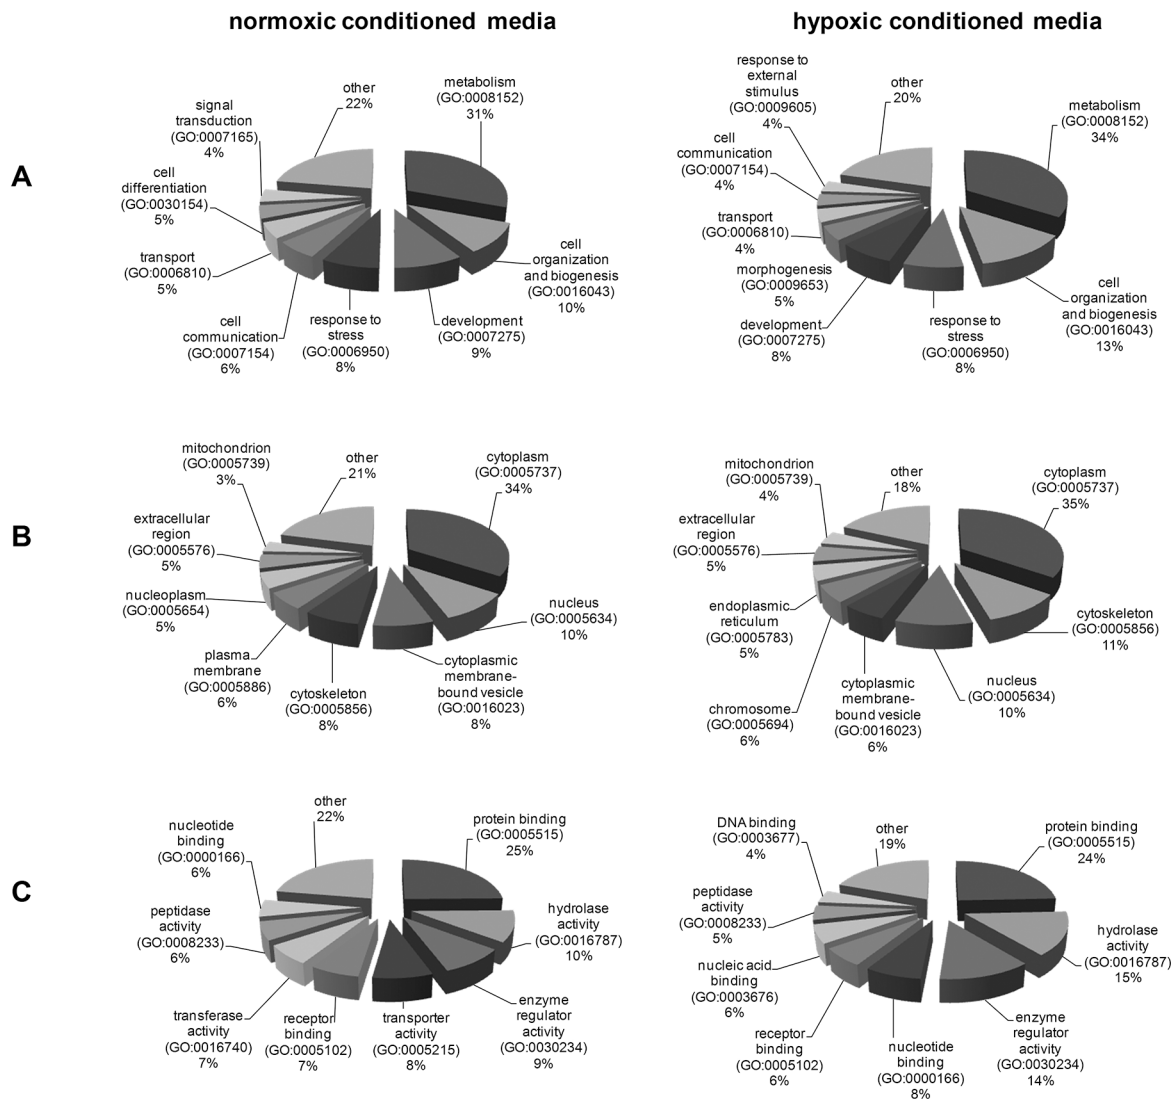 normoxic conditioned media
hypoxic conditioned media
A
other
22%
metabolism
(GO:0008152)
31%
signal
transduction
(GO:0007165)
4%
cell
differentiation
(GO:0030154)
5%
transport
(GO:0006810)
5%
cell
communication
(GO:0007154)
6%
response to
stress
(GO:0006950)
8%
development
(GO:0007275)
9%
cell
organization
and biogenesis
(GO:0016043)
10%
response to
external
stimulus
(GO:0009605)
4%
other
20%
metabolism
(GO:0008152)
34%
cell
communication
(GO:0007154)
4%
transport
(GO:0006810)
4%
morphogenesis
(GO:0009653)
5%
development
(GO:0007275)
8%
response to
stress
(GO:0006950)
8%
cell
organization
and biogenesis
(GO:0016043)
13%
B
mitochondrion
(GO:0005739)
3%
other
21%
cytoplasm
(GO:0005737)
34%
extracellular
region
(GO:0005576)
5%
nucleoplasm
(GO:0005654)
5%
plasma
membrane
(GO:0005886)
6%
cytoskeleton
(GO:0005856)
8%
cytoplasmic
membrane-
bound vesicle
(GO:0016023)
8%
nucleus
(GO:0005634)
10%
mitochondrion
(GO:0005739)
4%
other
18%
cytoplasm
(GO:0005737)
35%
extracellular
region
(GO:0005576)
5%
endoplasmic
reticulum
(GO:0005783)
5%
chromosome
(GO:0005694)
6%
cytoplasmic
membrane-
bound vesicle
(GO:0016023)
6%
nucleus
(GO:0005634)
10%
cytoskeleton
(GO:0005856)
11%
C
nucleotide
binding
(GO:0000166)
6%
other
22%
protein binding
(GO:0005515)
25%
peptidase
activity
(GO:0008233)
6%
transferase
activity
(GO:0016740)
7%
receptor
binding
(GO:0005102)
7%
transporter
activity
(GO:0005215)
8%
enzyme
regulator
activity
(GO:0030234)
9%
hydrolase
activity
(GO:0016787)
10%
DNA binding
(GO:0003677)
4%
other
19%
protein binding
(GO:0005515)
24%
peptidase
activity
(GO:0008233)
5%
nucleic acid
binding
(GO:0003676)
6%
receptor
binding
(GO:0005102)
6%
nucleotide
binding
(GO:0000166)
8%
enzyme
regulator
activity
(GO:0030234)
14%
hydrolase
activity
(GO:0016787)
15%